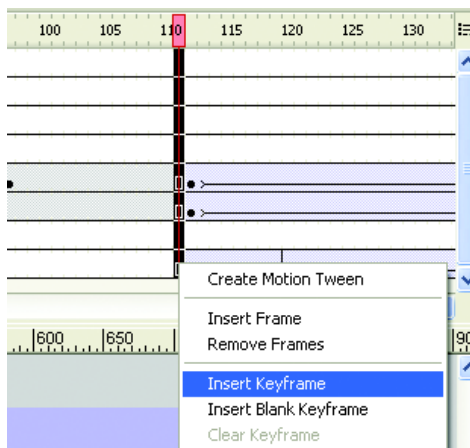 100 105 110 115 120 125 130
Create Motion Tween
Insert Frame
Remove Frames
600 650
Insert Keyframe
Insert Blank Keyframe
Clear Keyframe